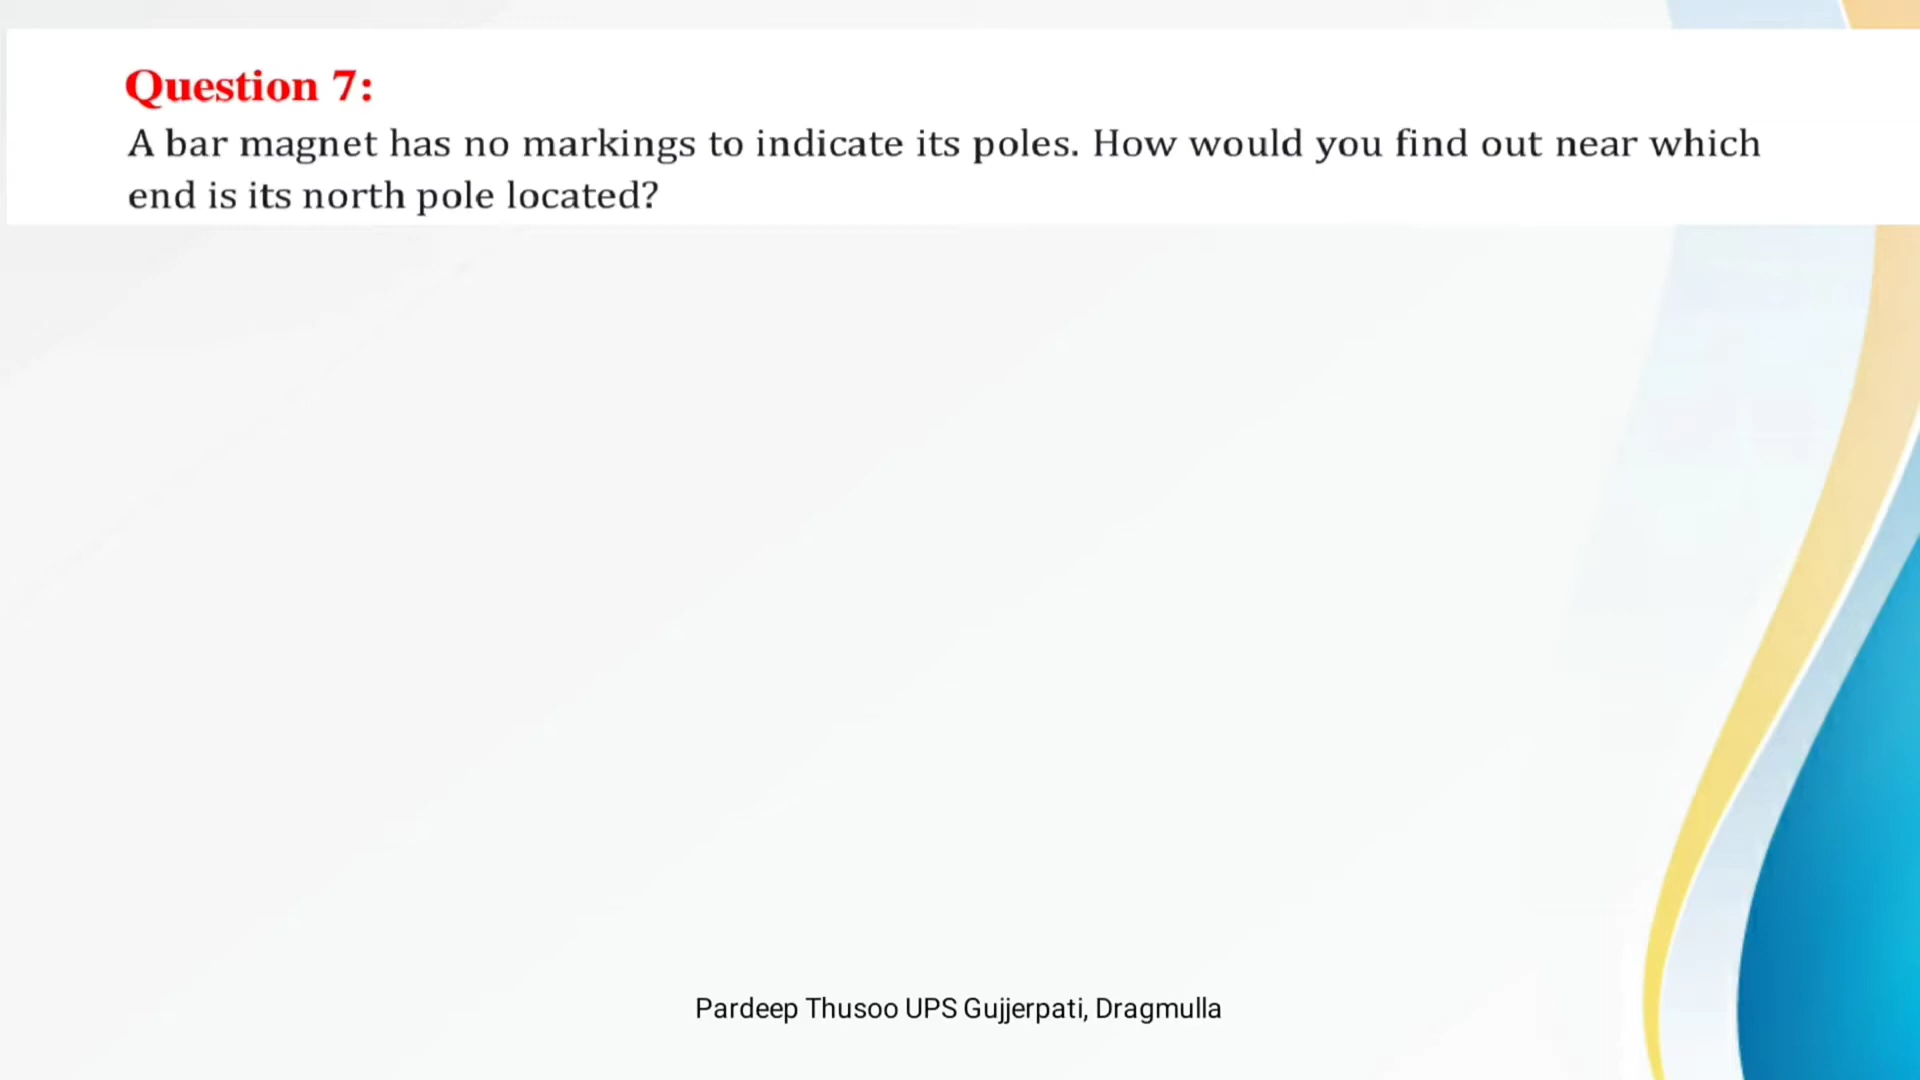 Question 7:
A bar magnet has no markings to indicate its poles. How would you find out near which
end is its north pole located?
Pardeep Thusoo UPS Gujjerpati, Dragmulla